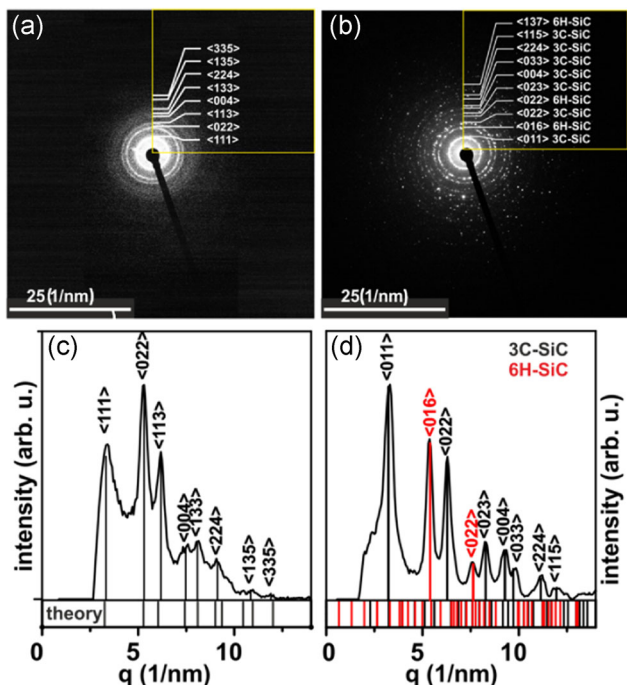 (a)
<335>
<135>
<224>
<133>
<004>
<113>
<022>
<111>
25(1/nm)
(b)
<137> 6H-SiC
<115> 3C-SiC
<224> 3C-SiC
<033> 3C-SiC
<004> 3C-SiC
<023> 3C-SiC
<022> 6H-SiC
<022> 3C-SiC
<016> 6H-SiC
<011> 3C-SiC
25(1/nm)
(c)
intensity (arb. u.)
<111>
<022>
<113>
<004>
<133>
<224>
<135>
<335>
theory
0
5
10
q (1/nm)
(d)
3C-SiC
6H-SiC
<011>
<016>
<022>
<022>
<023>
<004>
<033>
<224>
<115>
intensity (arb. u.)
0
5
10
q (1/nm)